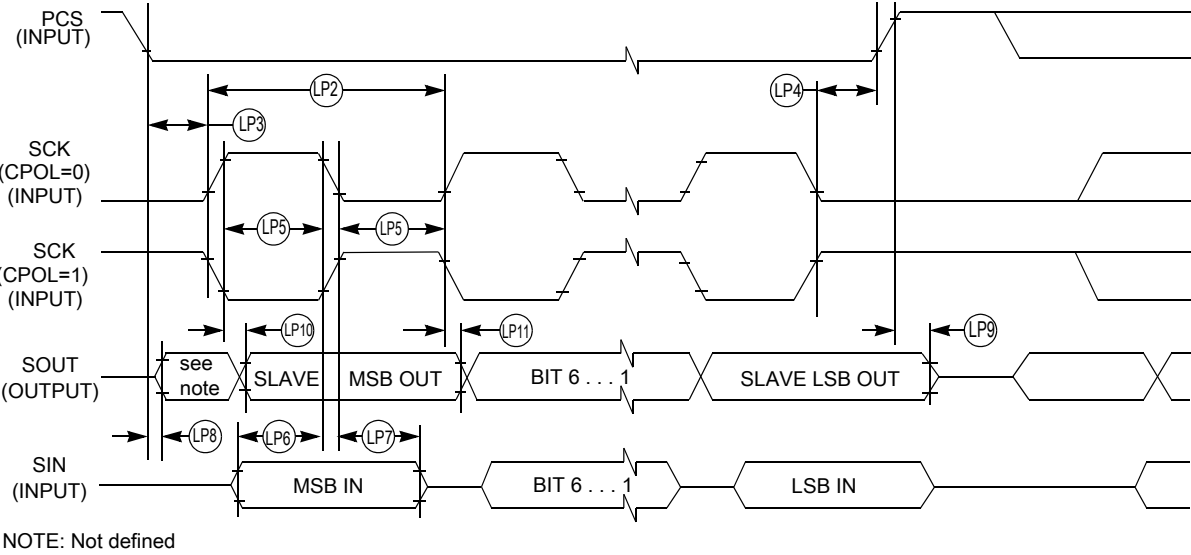 PCS
(INPUT)
LP2
LP4
LP3
SCK
(CPOL=0)
(INPUT)
LP5
LP5
SCK
(CPOL=1)
(INPUT)
LP10
LP11
LP9
SOUT
(OUTPUT)
see
note
SLAVE
MSB OUT
BIT 6 . . . 1
SLAVE LSB OUT
LP8
LP6
LP7
SIN
(INPUT)
MSB IN
BIT 6 . . . 1
LSB IN
NOTE: Not defined